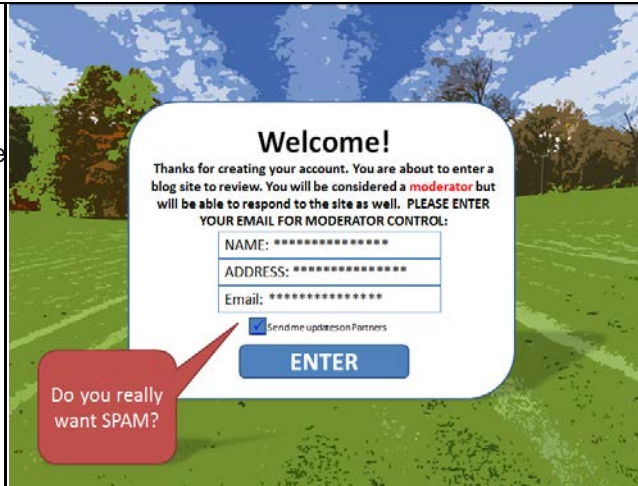 e
Welcome!
Thanks for creating your account. You are about to enter a
blog site to review. You will be considered a moderator but
will be able to respond to the site as well. PLEASE ENTER
YOUR EMAIL FOR MODERATOR CONTROL:
NAME: ***************
ADDRESS: ***************
Email: ***************
Send me updates on Partners
ENTER
Do you really
want SPAM?